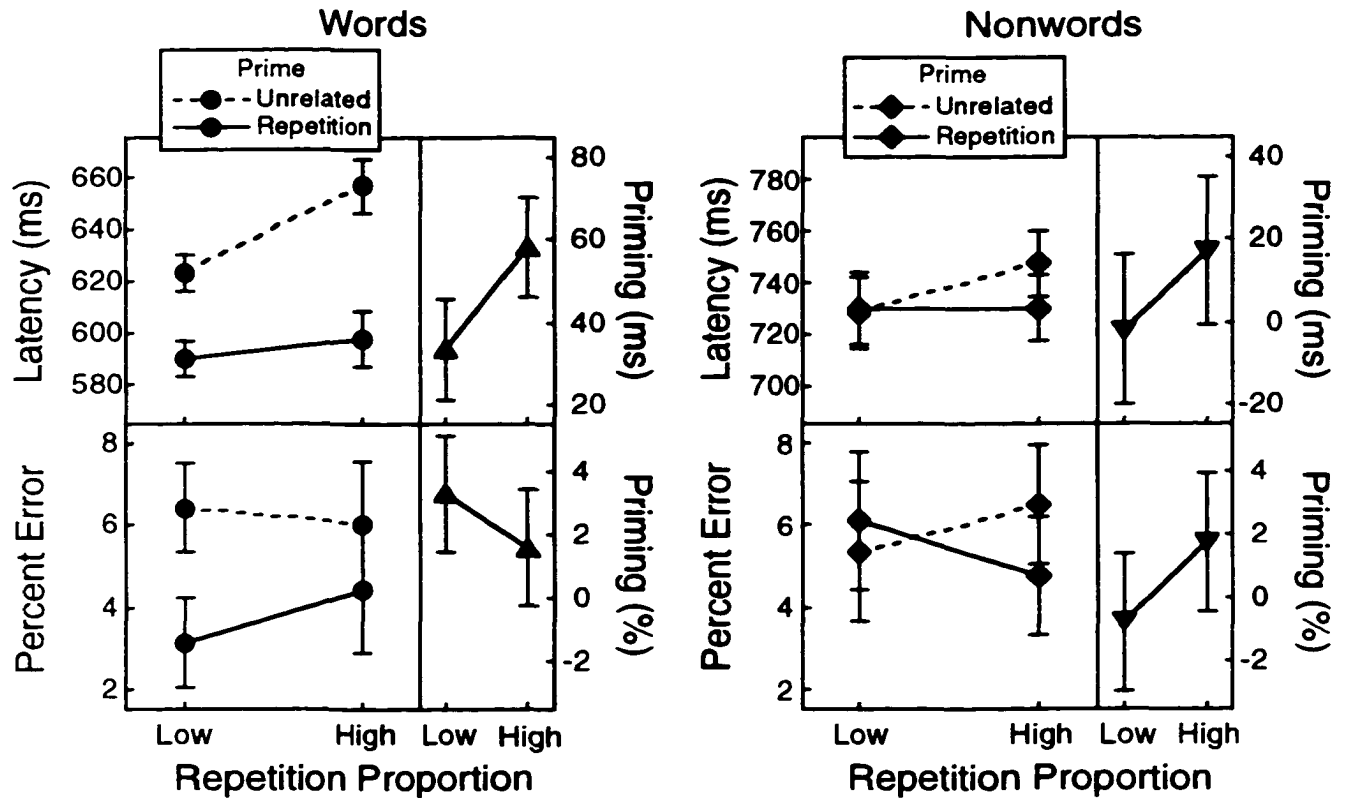 Words
Prime
Unrelated
Repetition
Latency (ms)
660
640
620
600
580
80
60
40
20
Priming (ms)
Percent Error
8
6
4
2
4
2
0
-2
Priming (%)
Low
High
Low
High
Repetition Proportion
Nonwords
Prime
Unrelated
Repetition
Latency (ms)
780
760
740
720
700
40
20
0
-20
Priming (ms)
Percent Error
8
6
4
2
4
2
0
-2
Priming (%)
Low
High
Low
High
Repetition Proportion